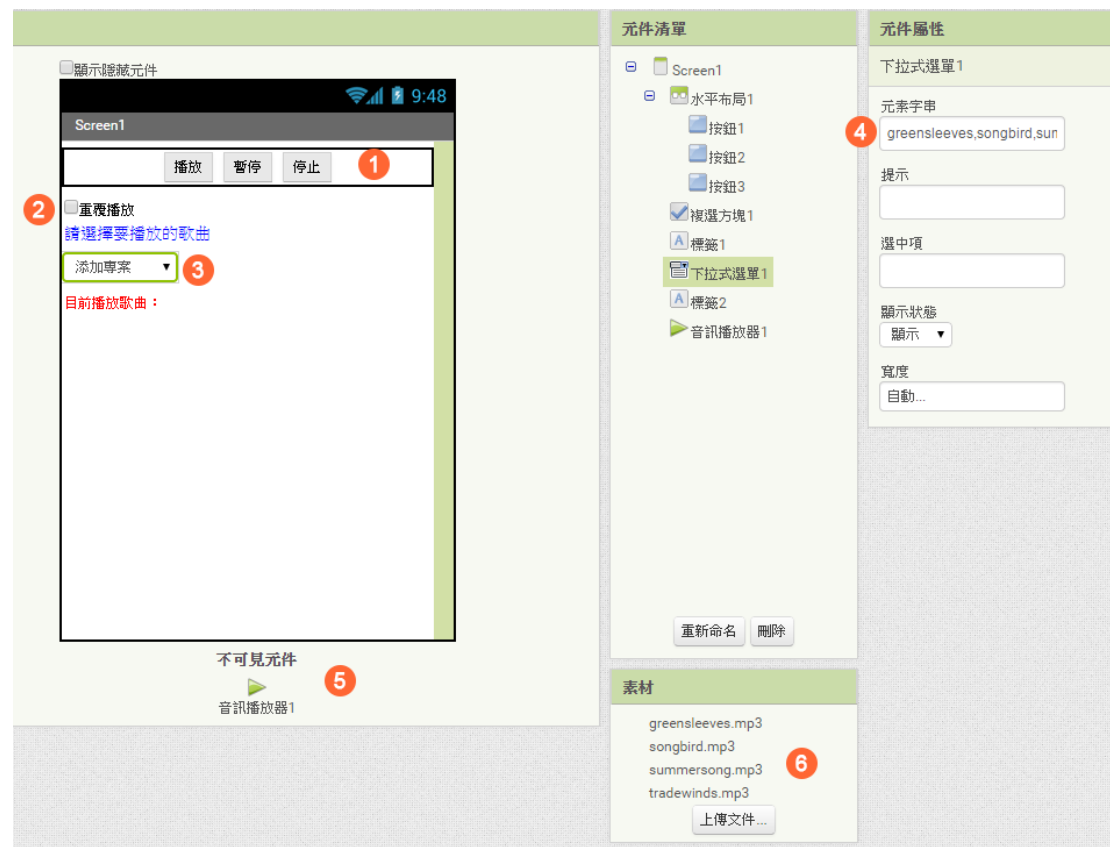 顯示隱藏元件
9:48
Screen1
播放 暫停 停止 1
2 重覆播放
請選擇要播放的歌曲
添加專案 ▼ 3
目前播放歌曲：
不可見元件
5
音訊播放器1
元件清單
Screen1
水平布局1
按鈕1
按鈕2
按鈕3
複選方塊1
標籤1
下拉式選單1
標籤2
音訊播放器1
重新命名 刪除
素材
greensleeves.mp3
songbird.mp3
summersong.mp3 6
tradewinds.mp3
上傳文件...
元件屬性
下拉式選單1
元素字串
4 greensleeves,songbird,sun
提示
選中項
顯示狀態
顯示 ▼
寬度
自動...